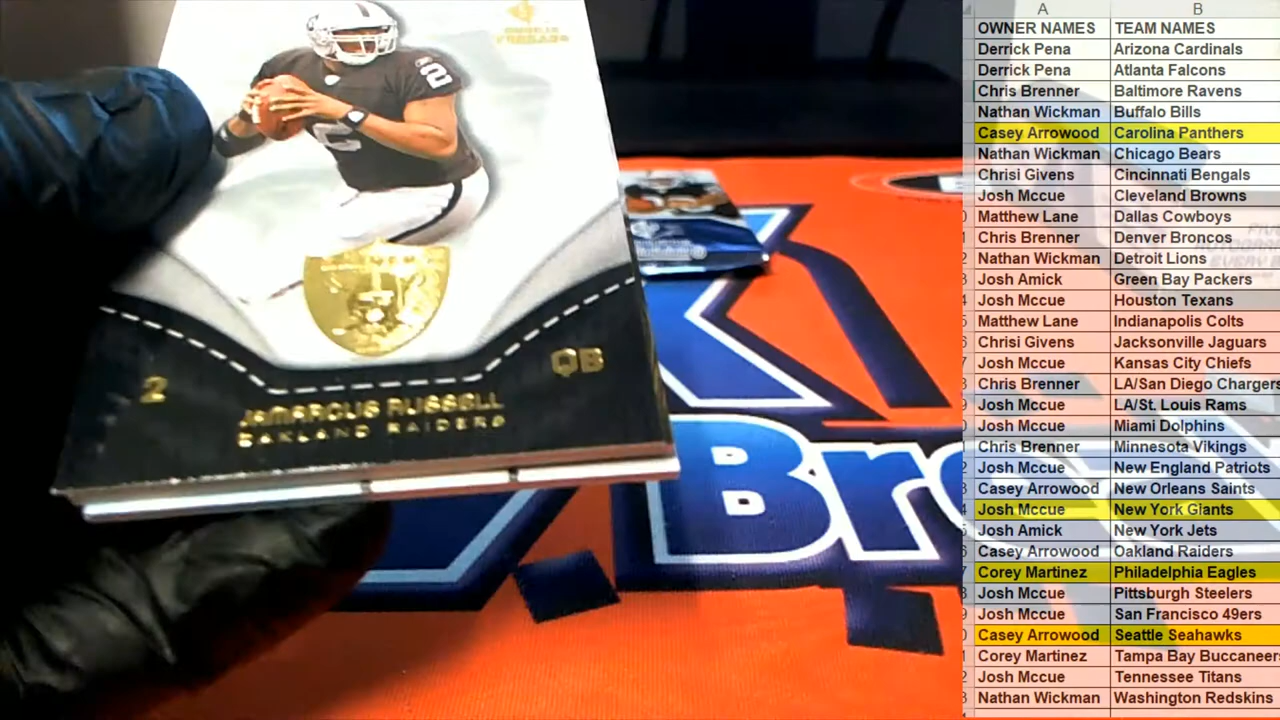 THREADS
2
2
QB
JAMARCUS RUSSELL
OAKLAND RAIDERS
Bre
A B
OWNER NAMES TEAM NAMES
Derrick Pena Arizona Cardinals
Derrick Pena Atlanta Falcons
Chris Brenner Baltimore Ravens
Nathan Wickman Buffalo Bills
Casey Arrowood Carolina Panthers
Nathan Wickman Chicago Bears
Chrisi Givens Cincinnati Bengals
Josh Mccue Cleveland Browns
Matthew Lane Dallas Cowboys
Chris Brenner Denver Broncos
Nathan Wickman Detroit Lions
Josh Amick Green Bay Packers
Josh Mccue Houston Texans
Matthew Lane Indianapolis Colts
Chrisi Givens Jacksonville Jaguars
Josh Mccue Kansas City Chiefs
Chris Brenner LA/San Diego Chargers
Josh Mccue LA/St. Louis Rams
Josh Mccue Miami Dolphins
Chris Brenner Minnesota Vikings
Josh Mccue New England Patriots
Casey Arrowood New Orleans Saints
Josh Mccue New York Giants
Josh Amick New York Jets
Casey Arrowood Oakland Raiders
Corey Martinez Philadelphia Eagles
Josh Mccue Pittsburgh Steelers
Josh Mccue San Francisco 49ers
Casey Arrowood Seattle Seahawks
Corey Martinez Tampa Bay Buccaneers
Josh Mccue Tennessee Titans
Nathan Wickman Washington Redskins